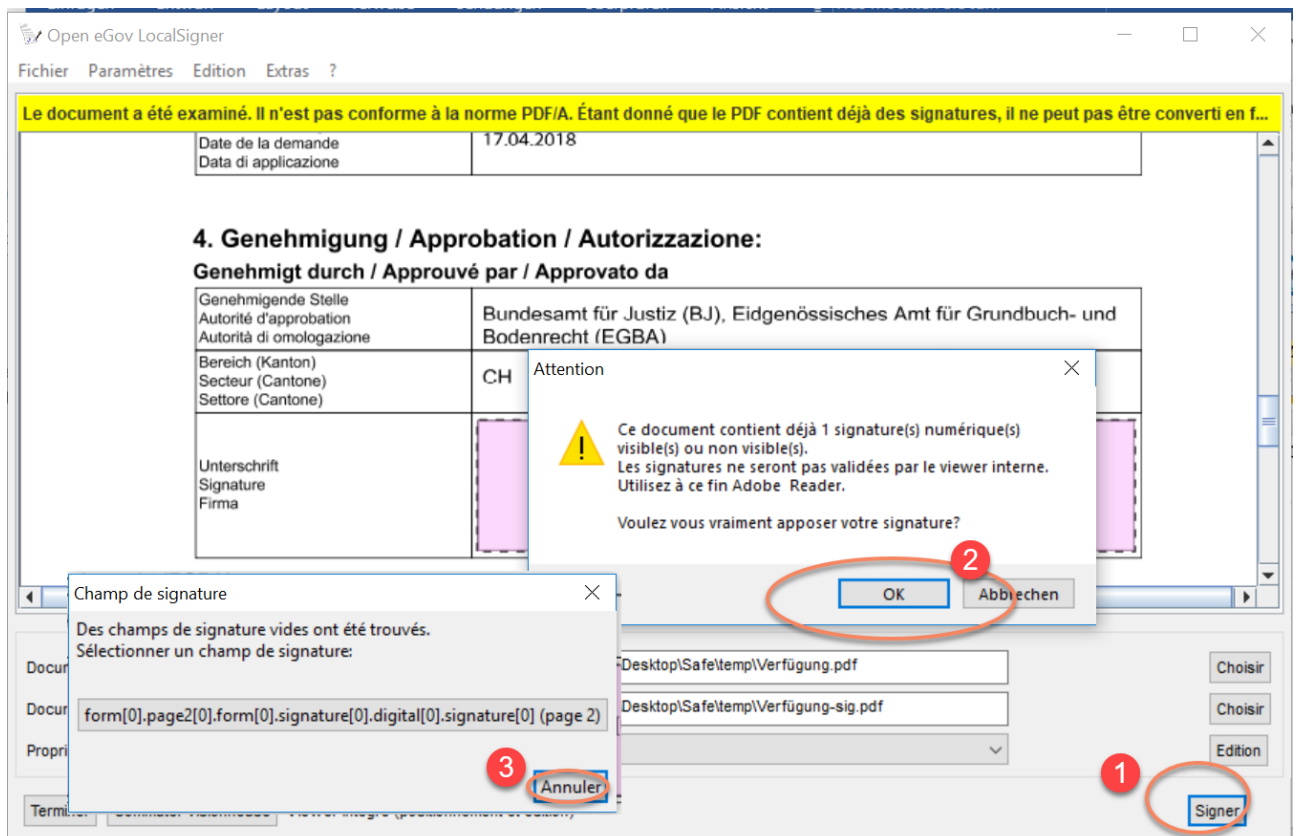 Open eGov LocalSigner
Fichier Paramètres Edition Extras ?
Le document a été examiné. Il n'est pas conforme à la norme PDF/A. Étant donné que le PDF contient déjà des signatures, il ne peut pas être converti en f...
Date de la demande
Data di applicazione
17.04.2018
4. Genehmigung / Approbation / Autorizzazione:
Genehmigt durch / Approuvé par / Approvato da
Genehmigende Stelle
Autorité d'approbation
Autorità di omologazione
Bundesamt für Justiz (BJ), Eidgenössisches Amt für Grundbuch- und
Bodenrecht (EGBA)
Bereich (Kanton)
Secteur (Cantone)
Settore (Cantone)
CH
Unterschrift
Signature
Firma
Attention
Ce document contient déjà 1 signature(s) numérique(s)
visible(s) ou non visible(s).
Les signatures ne seront pas validées par le viewer interne.
Utilisez à ce fin Adobe Reader.
Voulez vous vraiment apposer votre signature?
2
OK Abbrechen
Champ de signature
Des champs de signature vides ont été trouvés.
Sélectionner un champ de signature:
form[0].page2[0].form[0].signature[0].digital[0].signature[0] (page 2)
3
Annuler
Docu
Desktop\Safe\temp\Verfügung.pdf
Choisir
Docu
Desktop\Safe\temp\Verfügung-sig.pdf
Choisir
Propri
Edition
1
Signer